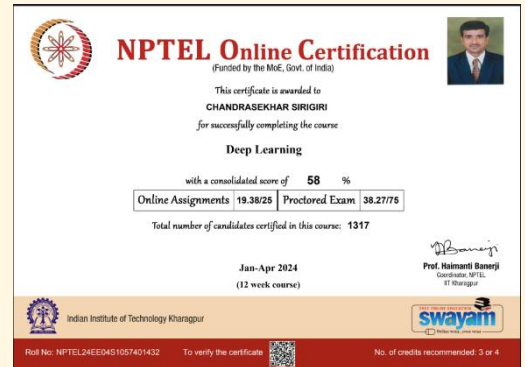 NPTEL Online Certification
(Funded by the MoE, Govt. of India)
This certificate is awarded to
CHANDRASEKHAR SIRIGIRI
for successfully completing the course
Deep Learning
with a consolidated score of 58 %
Online Assignments 19.38/25 Proctored Exam 38.27/75
Total number of candidates certified in this course: 1317
Jan-Apr 2024
(12 week course)
Prof. Haimanti Banerji
Coordinator, NPTEL
IIT Kharagpur
Indian Institute of Technology Kharagpur
FREE ONLINE EDUCATION
swayam
Roll No: NPTEL24EE04S1057401432 To verify the certificate No. of credits recommended: 3 or 4